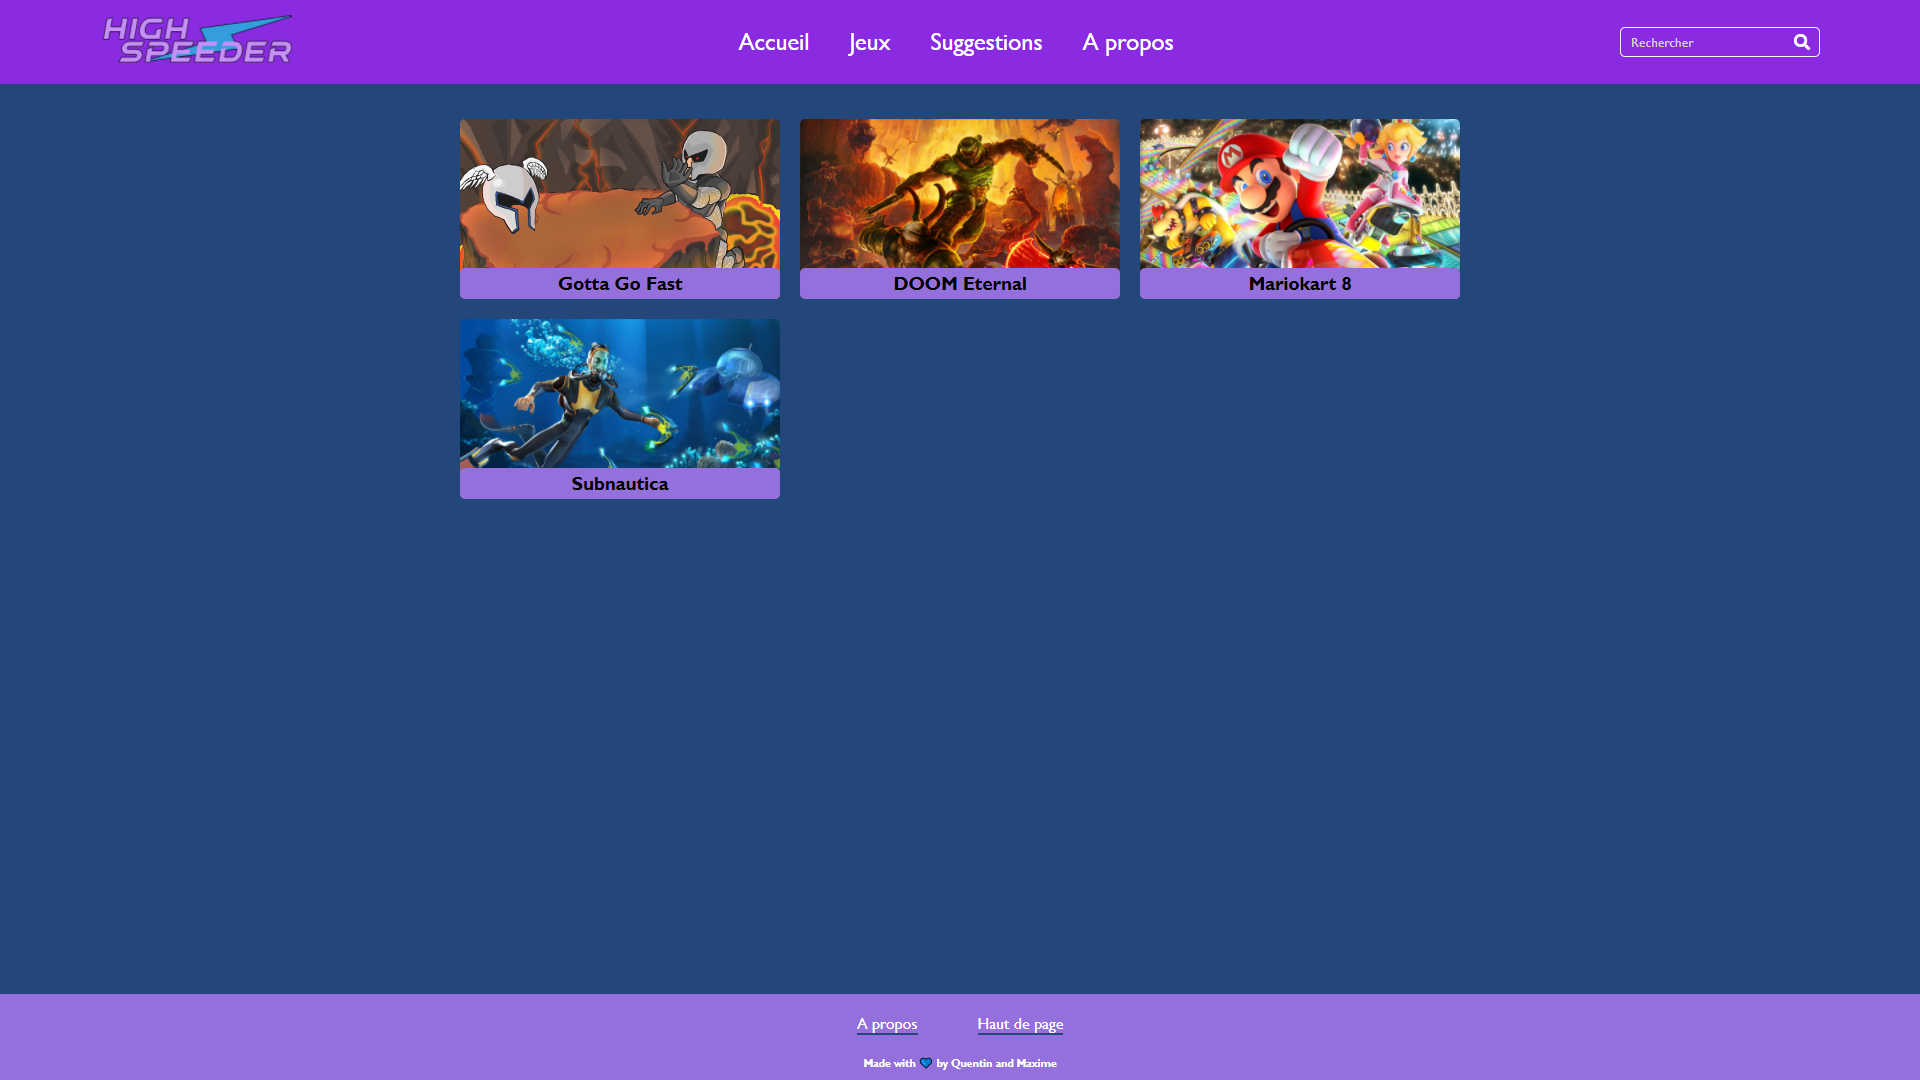 HIGH SPEEDER
Accueil Jeux Suggestions A propos
Rechercher
Gotta Go Fast
DOOM Eternal
Mariokart 8
Subnautica
A propos Haut de page
Made with 💙 by Quentin and Maxime